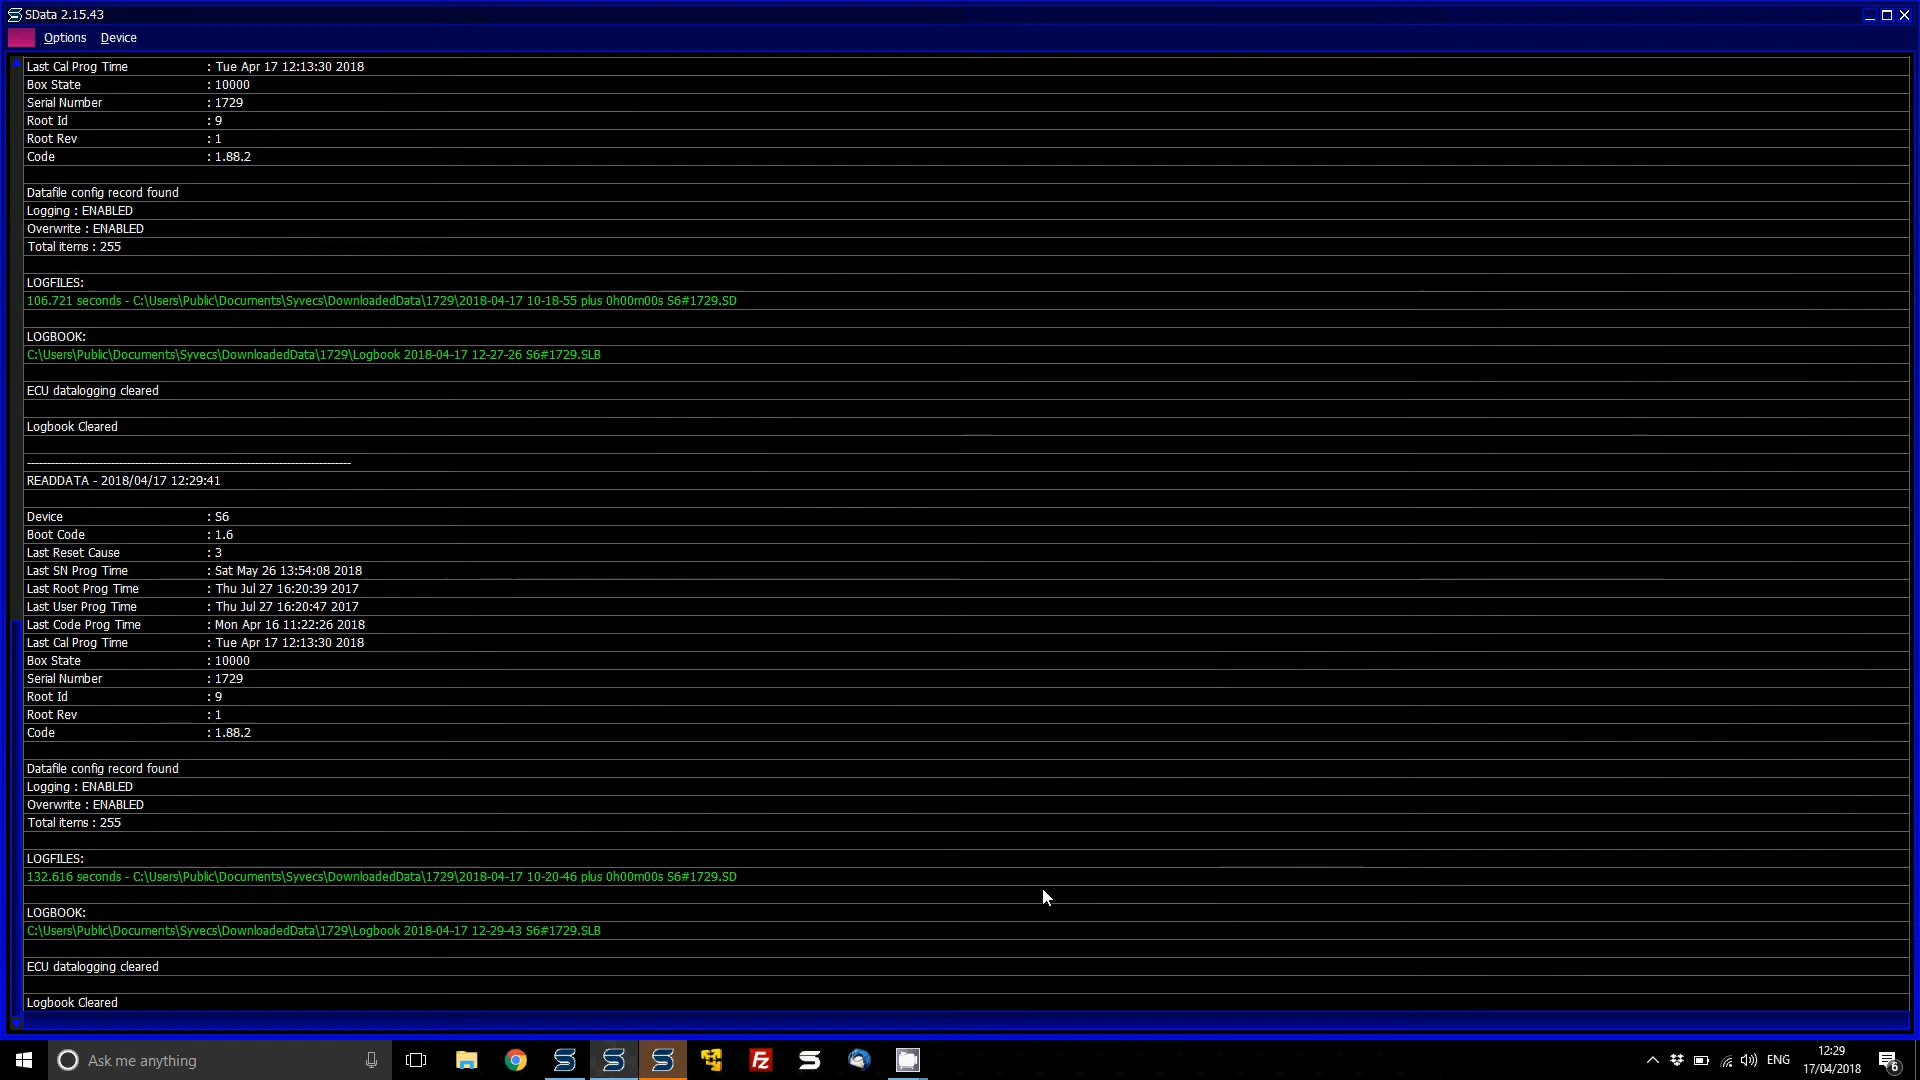 SData 2.15.43
Options Device
Last Cal Prog Time : Tue Apr 17 12:13:30 2018
Box State : 10000
Serial Number : 1729
Root Id : 9
Root Rev : 1
Code : 1.88.2
Datafile config record found
Logging : ENABLED
Overwrite : ENABLED
Total items : 255
LOGFILES:
106.721 seconds - C:\Users\Public\Documents\Syvecs\DownloadedData\1729\2018-04-17 10-18-55 plus 0h00m00s S6#1729.SD
LOGBOOK:
C:\Users\Public\Documents\Syvecs\DownloadedData\1729\Logbook 2018-04-17 12-27-26 S6#1729.SLB
ECU datalogging cleared
Logbook Cleared
READDATA - 2018/04/17 12:29:41
Device : S6
Boot Code : 1.6
Last Reset Cause : 3
Last SN Prog Time : Sat May 26 13:54:08 2018
Last Root Prog Time : Thu Jul 27 16:20:39 2017
Last User Prog Time : Thu Jul 27 16:20:47 2017
Last Code Prog Time : Mon Apr 16 11:22:26 2018
Last Cal Prog Time : Tue Apr 17 12:13:30 2018
Box State : 10000
Serial Number : 1729
Root Id : 9
Root Rev : 1
Code : 1.88.2
Datafile config record found
Logging : ENABLED
Overwrite : ENABLED
Total items : 255
LOGFILES:
132.616 seconds - C:\Users\Public\Documents\Syvecs\DownloadedData\1729\2018-04-17 10-20-46 plus 0h00m00s S6#1729.SD
LOGBOOK:
C:\Users\Public\Documents\Syvecs\DownloadedData\1729\Logbook 2018-04-17 12-29-43 S6#1729.SLB
ECU datalogging cleared
Logbook Cleared
Ask me anything
ENG
12:29
17/04/2018
6